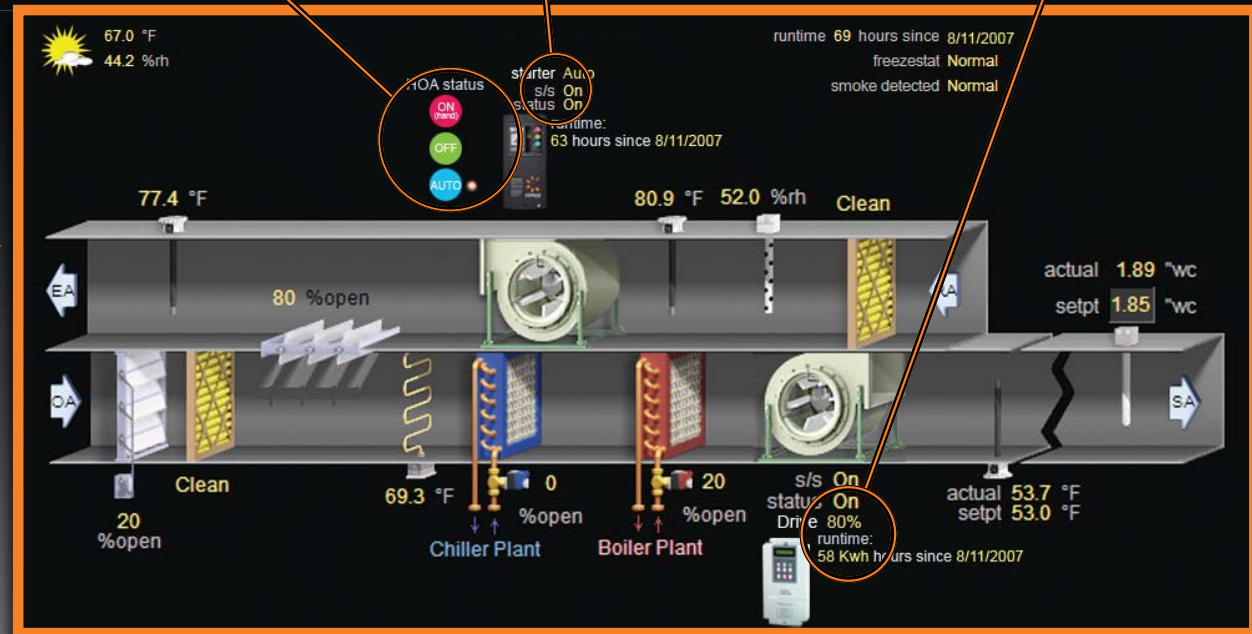 67.0 °F
44.2 %rh
runtime 69 hours since 8/11/2007
freezestat Normal
smoke detected Normal
HOA status
ON
(hand)
OFF
AUTO
starter Auto
s/s On
status On
runtime:
63 hours since 8/11/2007
77.4 °F
80.9 °F
52.0 %rh
Clean
EA
80 %open
RA
actual 1.89 "wc
setpt 1.85 "wc
OA
SA
20
%open
Clean
69.3 °F
0
%open
Chiller Plant
20
%open
Boiler Plant
s/s On
status On
Drive 80%
runtime:
58 Kwh hours since 8/11/2007
actual 53.7 °F
setpt 53.0 °F